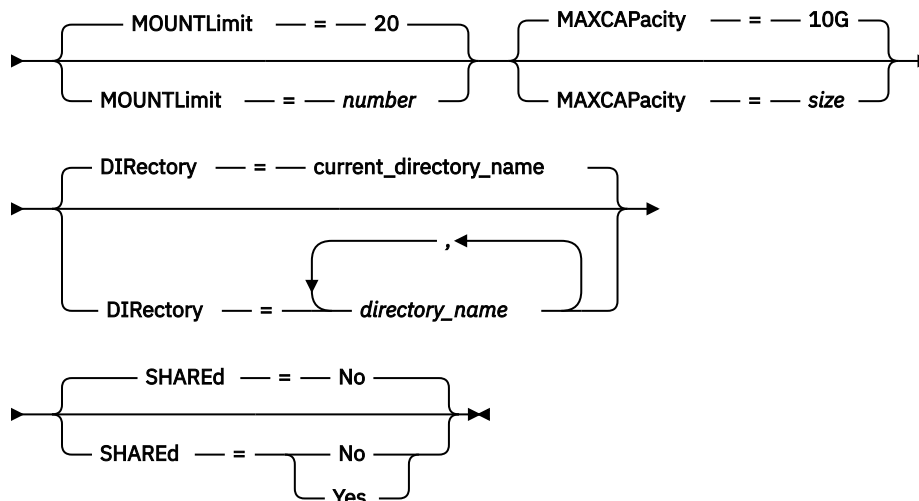 MOUNTLimit = 20 MAXCAPacity = 10G
MOUNTLimit = number MAXCAPacity = size
DIRectory = current_directory_name
,
DIRectory = directory_name
SHAREd = No
SHAREd = No
Yes